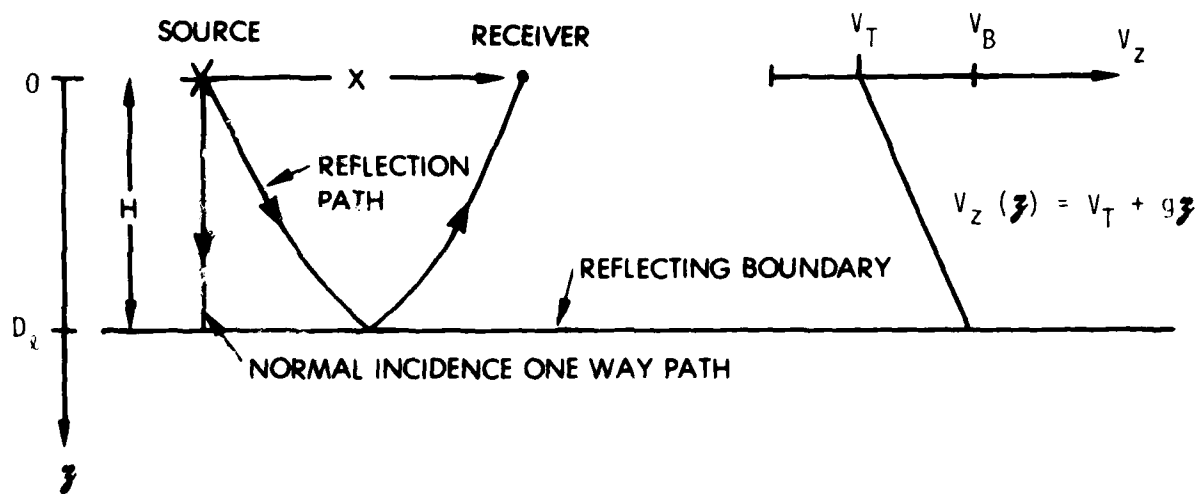 SOURCE
RECEIVER
V_T
V_B
V_z
0
X
REFLECTION
PATH
H
V_z (z) = V_T + gz
REFLECTING BOUNDARY
D_ℓ
NORMAL INCIDENCE ONE WAY PATH
z